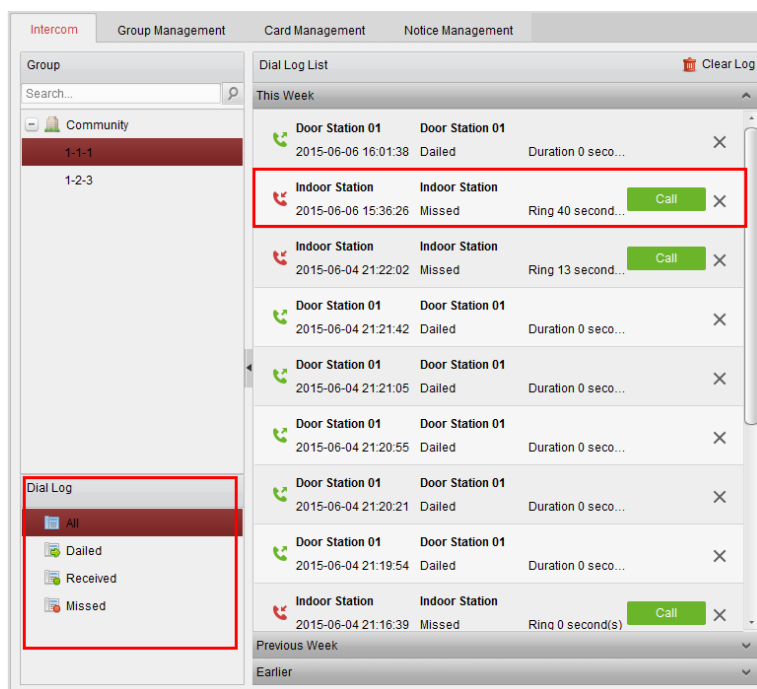 Intercom Group Management Card Management Notice Management
Group
Search...
Community
1-1-1
1-2-3
Dial Log
All
Dailed
Received
Missed
Dial Log List Clear Log
This Week
Door Station 01 Door Station 01
2015-06-06 16:01:38 Dailed Duration 0 seco...
Indoor Station Indoor Station
2015-06-06 15:36:26 Missed Ring 40 second... Call
Indoor Station Indoor Station
2015-06-04 21:22:02 Missed Ring 13 second... Call
Door Station 01 Door Station 01
2015-06-04 21:21:42 Dailed Duration 0 seco...
Door Station 01 Door Station 01
2015-06-04 21:21:05 Dailed Duration 0 seco...
Door Station 01 Door Station 01
2015-06-04 21:20:55 Dailed Duration 0 seco...
Door Station 01 Door Station 01
2015-06-04 21:20:21 Dailed Duration 0 seco...
Door Station 01 Door Station 01
2015-06-04 21:19:54 Dailed Duration 0 seco...
Indoor Station Indoor Station
2015-06-04 21:16:39 Missed Ring 0 second(s) Call
Previous Week
Earlier